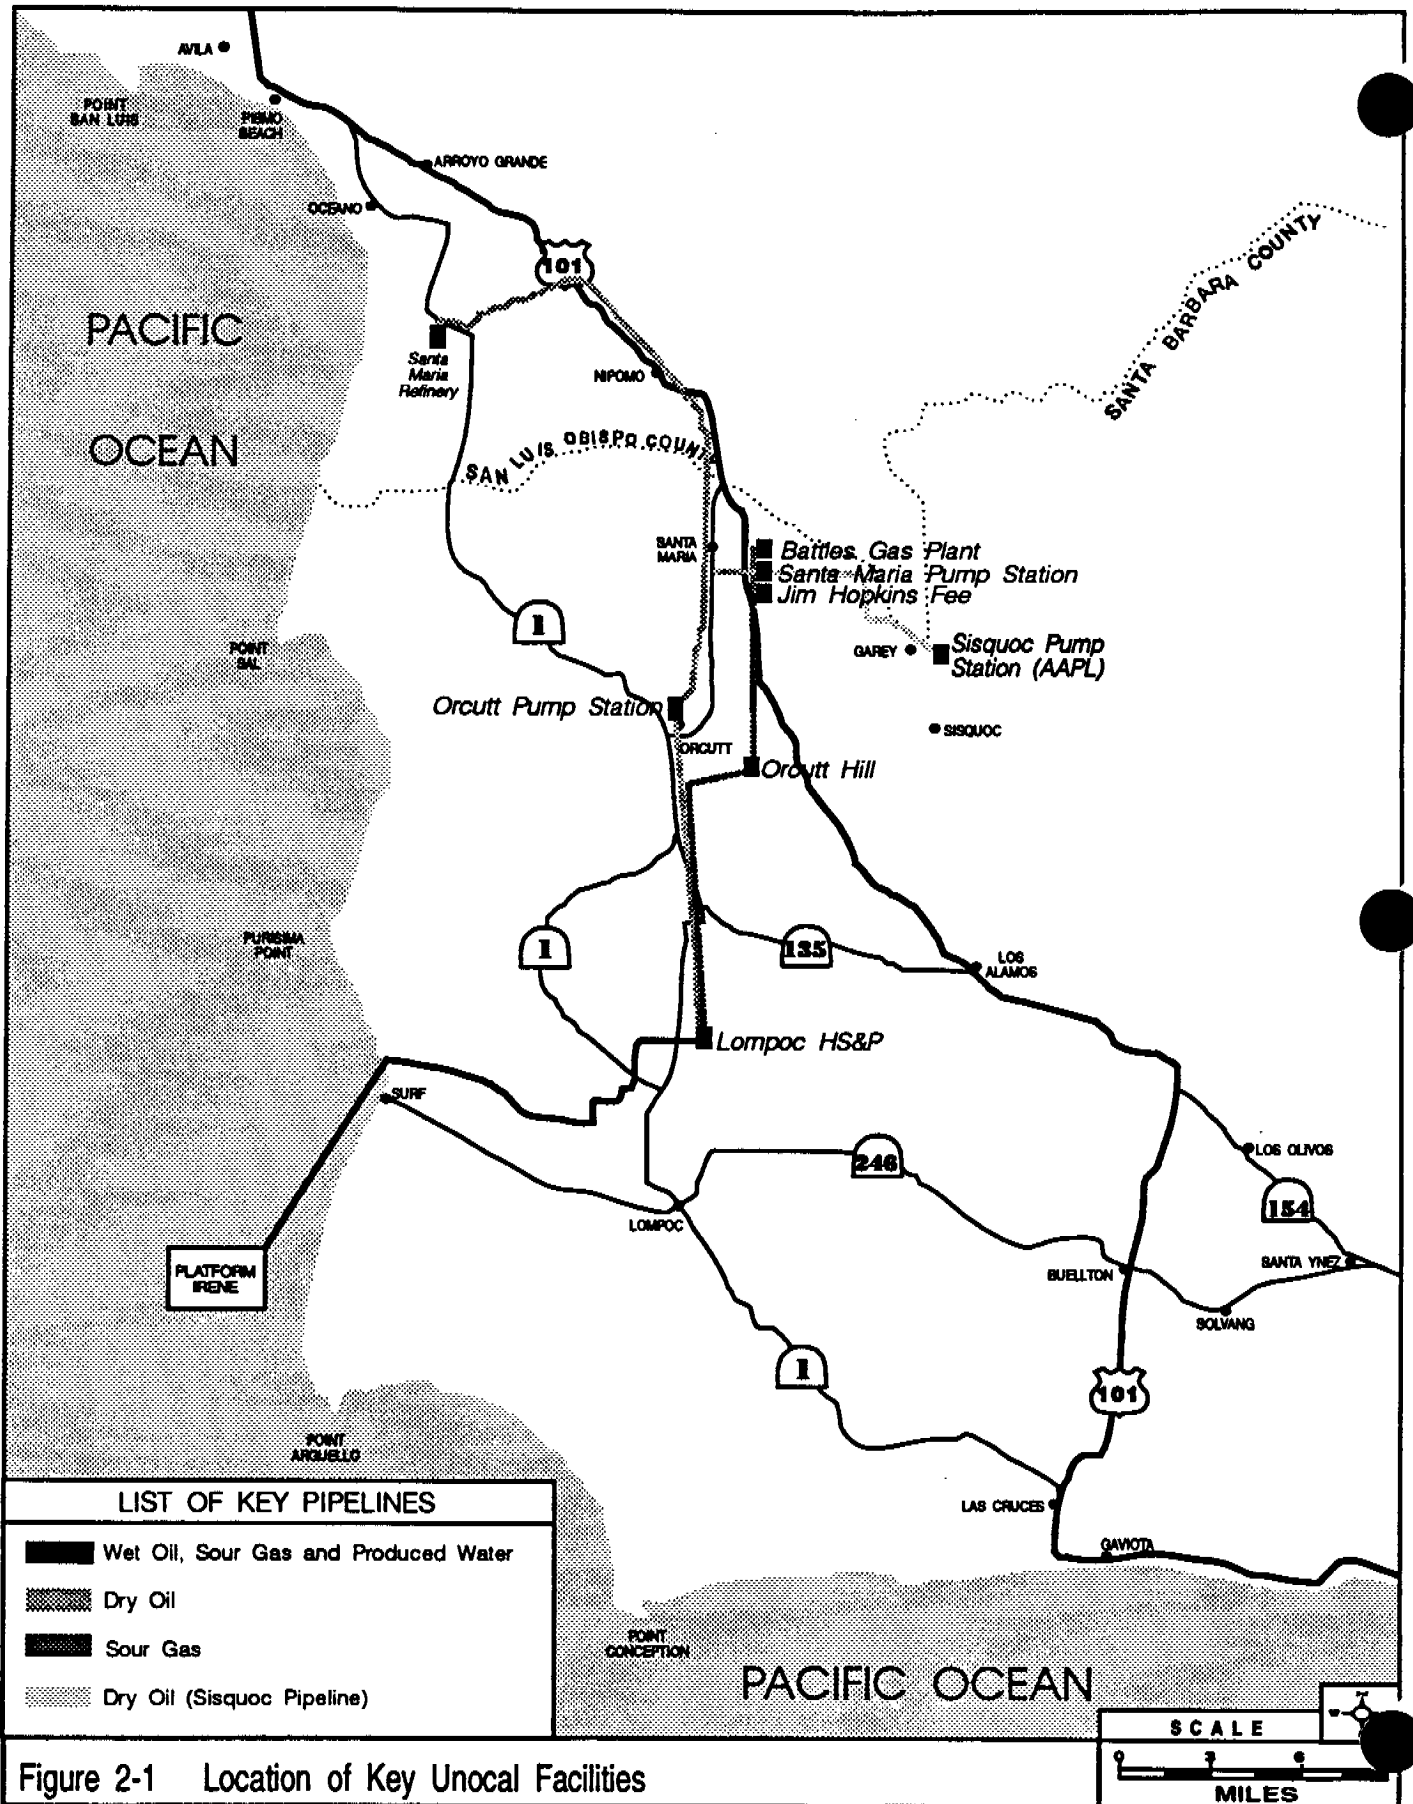 AVILA
POINT
SAN LUIS
PISMO
BEACH
ARROYO GRANDE
OCEANO
101
SANTA BARBARA COUNTY
PACIFIC
OCEAN
Santa
Maria
Refinery
NIPOMO
SAN LUIS OBISPO COUNTY
SANTA
MARIA
Battles Gas Plant
Santa Maria Pump Station
Jim Hopkins Fee
1
POINT
SAL
GAREY
Sisquoc Pump
Station (AAPL)
Orcutt Pump Station
SISQUOC
ORCUTT
Orcutt Hill
PURISIMA
POINT
1
135
LOS
ALAMOS
Lompoc HS&P
SURF
LOS OLIVOS
246
154
LOMPOC
PLATFORM
IRENE
BUELLTON
SANTA YNEZ
SOLVANG
1
101
POINT
ARGUELLO
LAS CRUCES
GAVIOTA
LIST OF KEY PIPELINES
Wet Oil, Sour Gas and Produced Water
Dry Oil
Sour Gas
Dry Oil (Sisquoc Pipeline)
POINT
CONCEPTION
PACIFIC OCEAN
SCALE
0 3 6
MILES
Figure 2-1 Location of Key Unocal Facilities